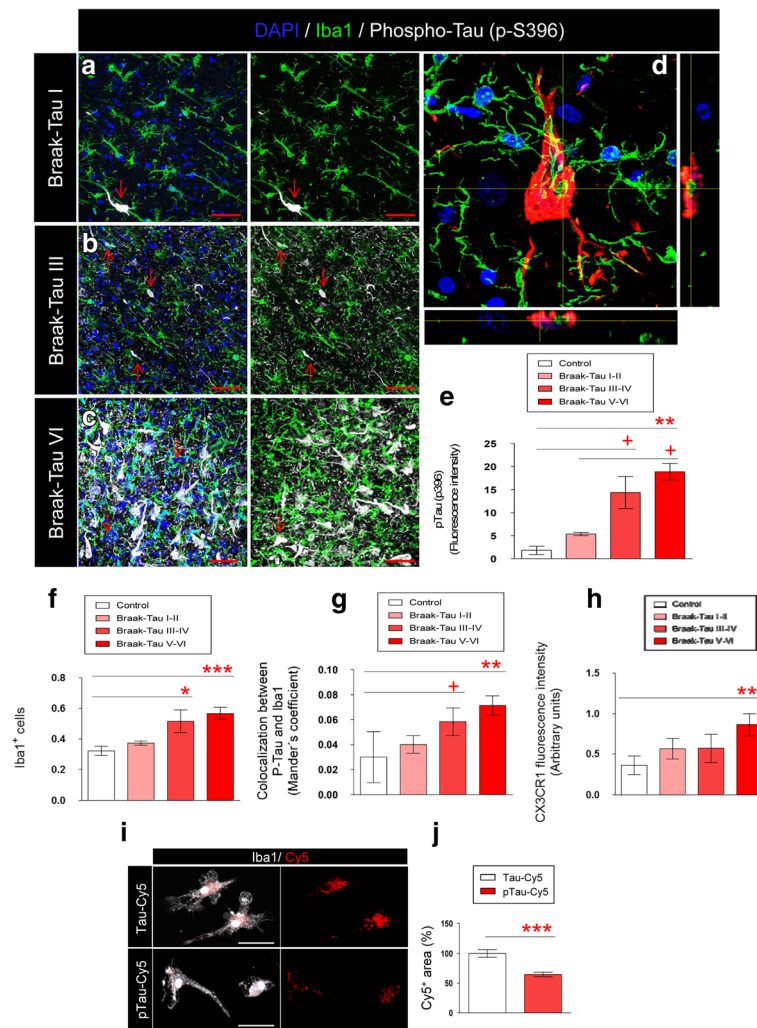 DAPI / Iba1 / Phospho-Tau (p-S396)
Braak-Tau I
a
d
Braak-Tau III
b
Braak-Tau VI
c
e
Control
Braak-Tau I-II
Braak-Tau III-IV
Braak-Tau V-VI
pTau (p396)
(Fluorescence intensity)
25
20
15
10
5
0
**
+
+
f
Control
Braak-Tau I-II
Braak-Tau III-IV
Braak-Tau V-VI
Iba1+ cells
0.8
0.6
0.4
0.2
0.0
***
*
g
Control
Braak-Tau I-II
Braak-Tau III-IV
Braak-Tau V-VI
Colocalization between
P-Tau and Iba1
(Mander´s coefficient)
0.10
0.08
0.06
0.04
0.02
0.00
**
+
h
Control
Braak-Tau I-II
Braak-Tau III-IV
Braak-Tau V-VI
CX3CR1 fluorescence intensity
(Arbitrary units)
1.5
1.0
0.5
0.0
**
i
Iba1/ Cy5
Tau-Cy5
pTau-Cy5
j
Tau-Cy5
pTau-Cy5
Cy5+ area (%)
150
100
50
0
***